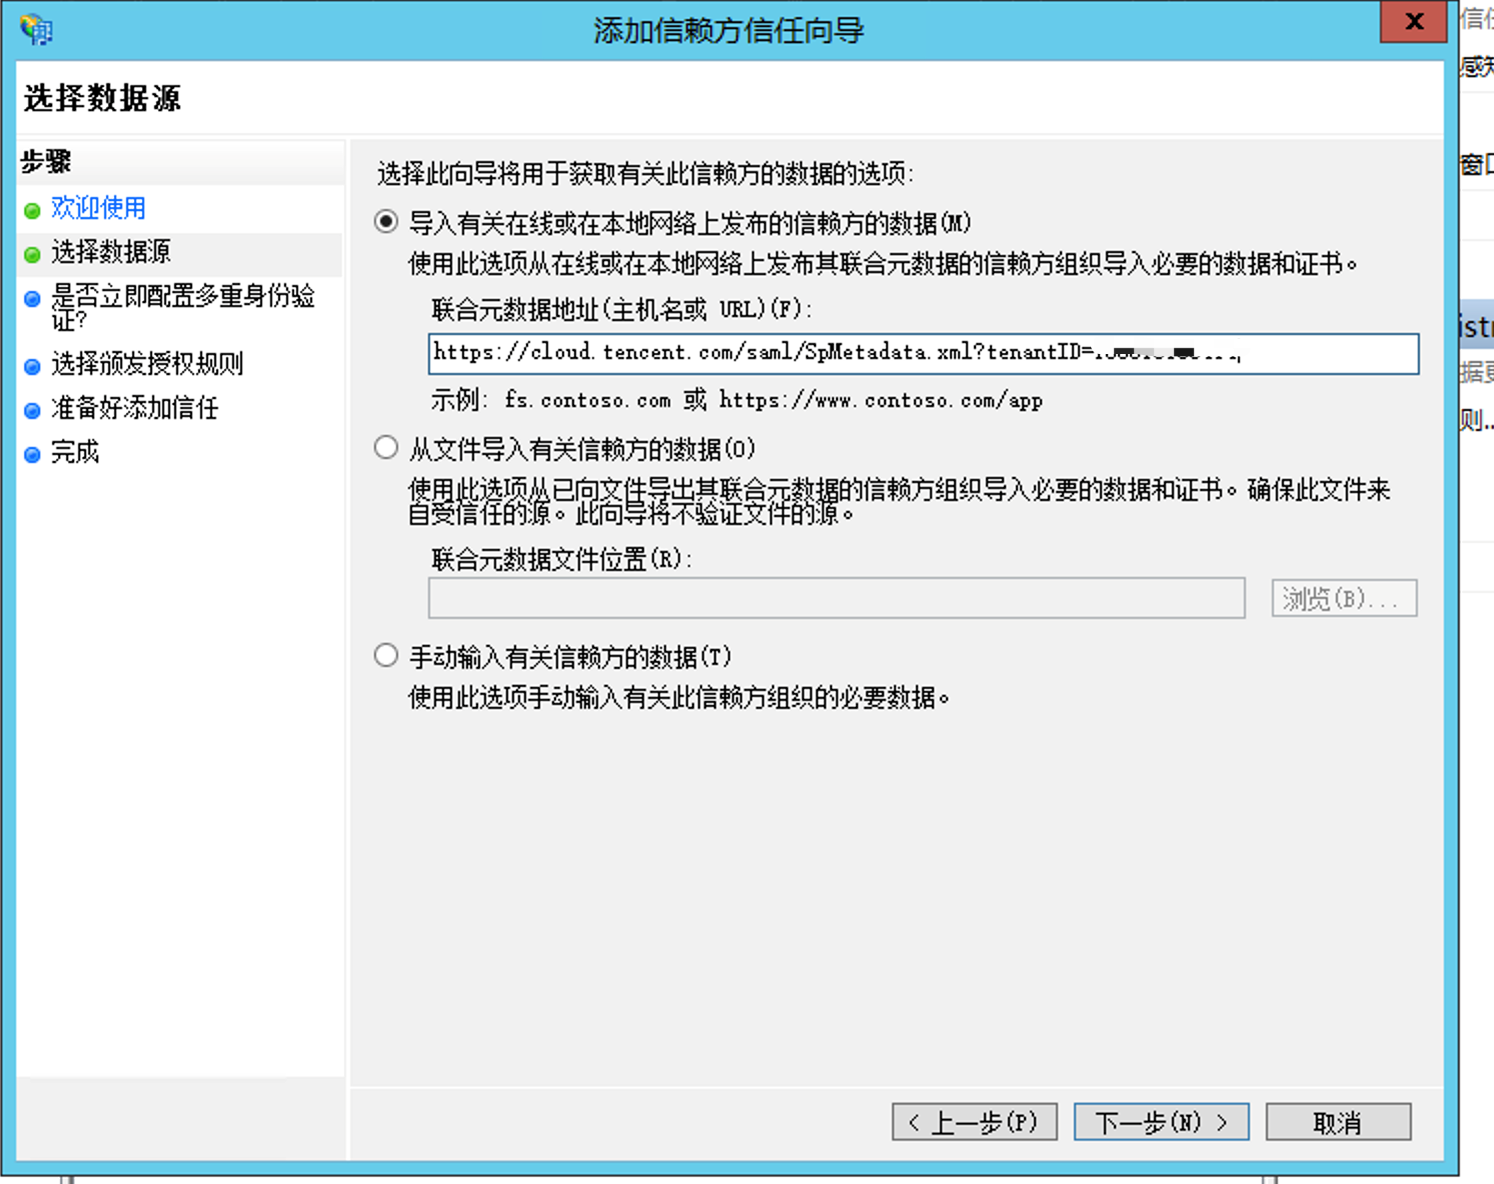 添加信赖方信任向导
x
选择数据源
步骤
欢迎使用
选择数据源
是否立即配置多重身份验
证?
选择颁发授权规则
准备好添加信任
完成
选择此向导将用于获取有关此信赖方的数据的选项:
导入有关在线或在本地网络上发布的信赖方的数据(M)
使用此选项从在线或在本地网络上发布其联合元数据的信赖方组织导入必要的数据和证书。
联合元数据地址(主机名或 URL)(F):
https://cloud.tencent.com/saml/SpMetadata.xml?tenantID=
示例: fs.contoso.com 或 https://www.contoso.com/app
从文件导入有关信赖方的数据(O)
使用此选项从已向文件导出其联合元数据的信赖方组织导入必要的数据和证书。确保此文件来
自受信任的源。此向导将不验证文件的源。
联合元数据文件位置(R):
浏览(B)...
手动输入有关信赖方的数据(T)
使用此选项手动输入有关此信赖方组织的必要数据。
< 上一步(P)
下一步(N) >
取消
感知
窗口
istr
据更
则...